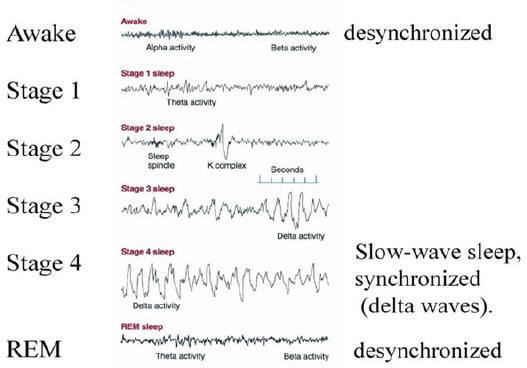 Awake
Awake
desynchronized
Alpha activity
Beta activity
Stage 1
Stage 1 sleep
Theta activity
Stage 2
Stage 2 sleep
Sleep
spindle
K complex
Seconds
Stage 3
Stage 3 sleep
Delta activity
Stage 4
Stage 4 sleep
Delta activity
Slow-wave sleep,
synchronized
(delta waves).
REM
REM sleep
Theta activity
Beta activity
desynchronized